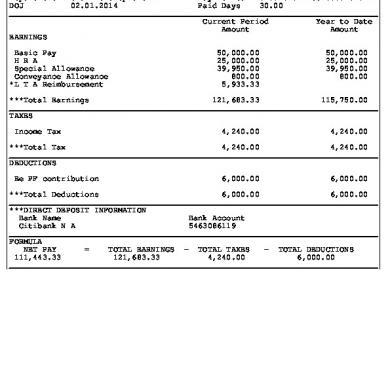 DOJ 02.01.2014 Paid Days 30.00
Current Period Year to Date
Amount Amount
EARNINGS
Basic Pay 50,000.00 50,000.00
H R A 25,000.00 25,000.00
Special Allowance 39,950.00 39,950.00
Conveyance Allowance 800.00 800.00
*L T A Reimbursement 5,933.33
***Total Earnings 121,683.33 115,750.00
TAXES
Income Tax 4,240.00 4,240.00
***Total Tax 4,240.00 4,240.00
DEDUCTIONS
Ee PF contribution 6,000.00 6,000.00
***Total Deductions 6,000.00 6,000.00
***DIRECT DEPOSIT INFORMATION
Bank Name Bank Account
Citibank N A 5463086119
FORMULA
NET PAY = TOTAL EARNINGS - TOTAL TAXES - TOTAL DEDUCTIONS
111,443.33 121,683.33 4,240.00 6,000.00